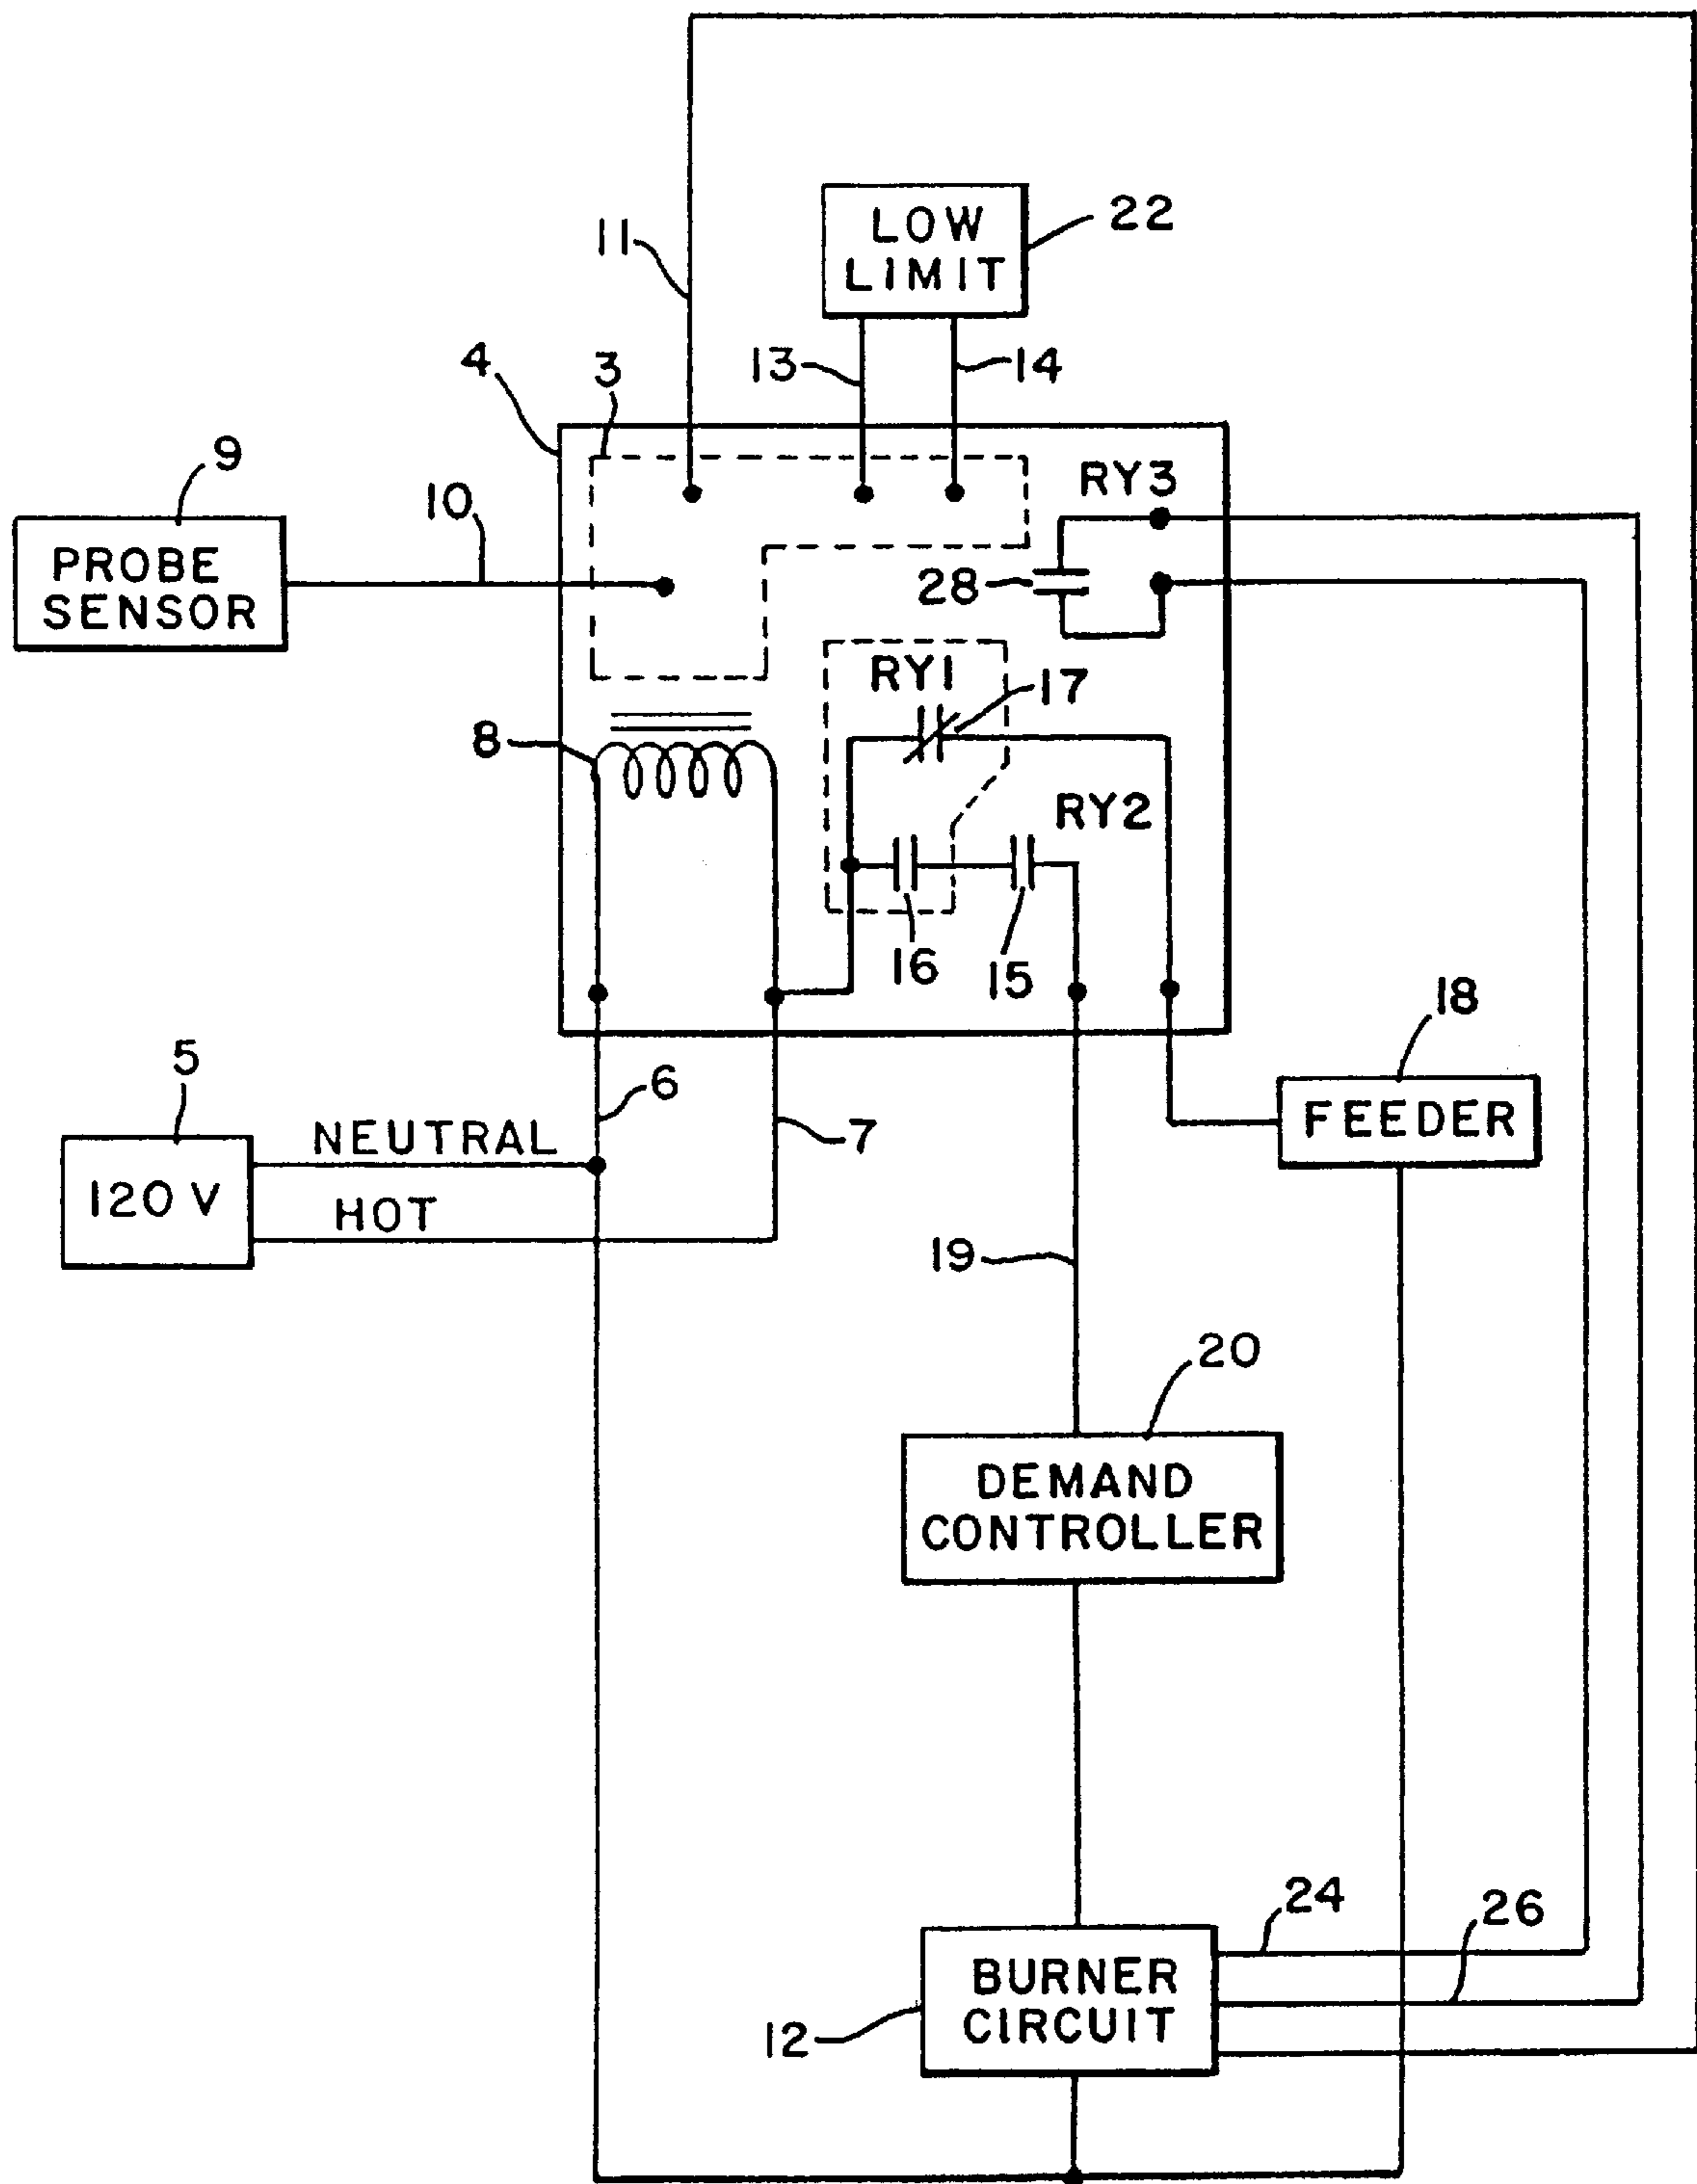 11
LOW
LIMIT
22
13
14
4
3
9
10
PROBE
SENSOR
RY3
28
RY1
17
8
RY2
16
15
18
FEEDER
5
6
7
NEUTRAL
120 V
HOT
19
20
DEMAND
CONTROLLER
24
26
BURNER
CIRCUIT
12